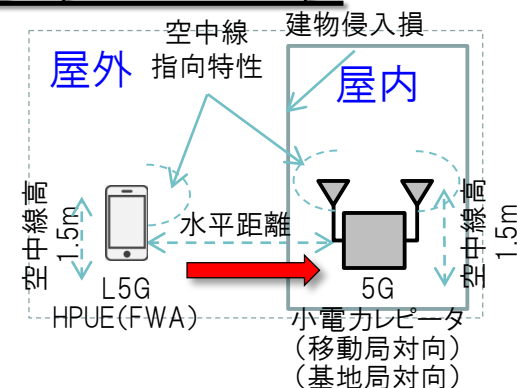 空中線
指向特性
建物侵入損
屋外
屋内
空中線高
1.5m
水平距離
空中線高
1.5m
L5G
HPUE(FWA)
5G
小電力レピータ
(移動局対向)
(基地局対向)